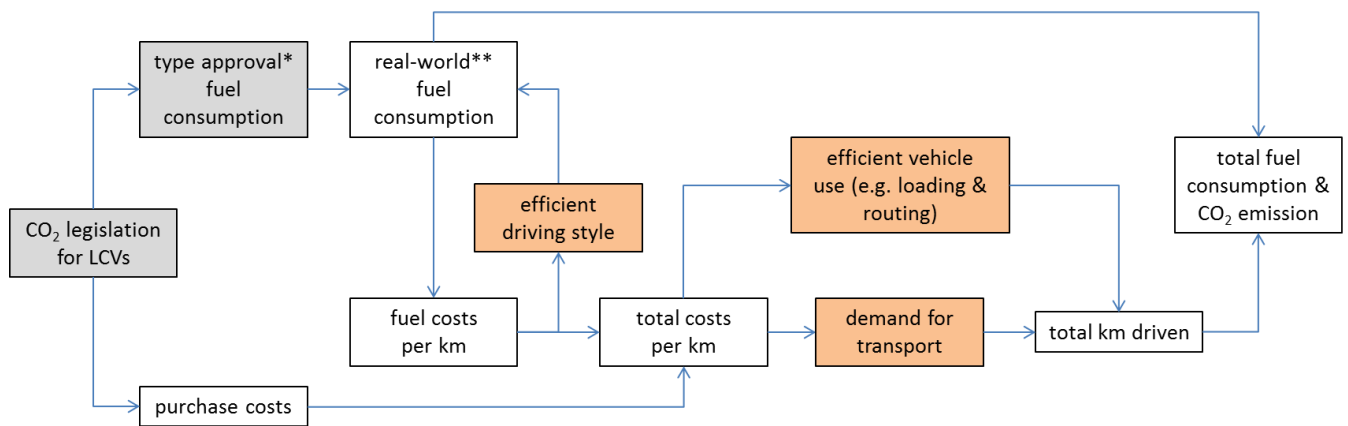 type approval*
fuel
consumption
real-world**
fuel
consumption
efficient vehicle
use (e.g. loading &
routing)
total fuel
consumption &
CO₂ emission
efficient
driving style
CO₂ legislation
for LCVs
fuel costs
per km
total costs
per km
demand for
transport
total km driven
purchase costs